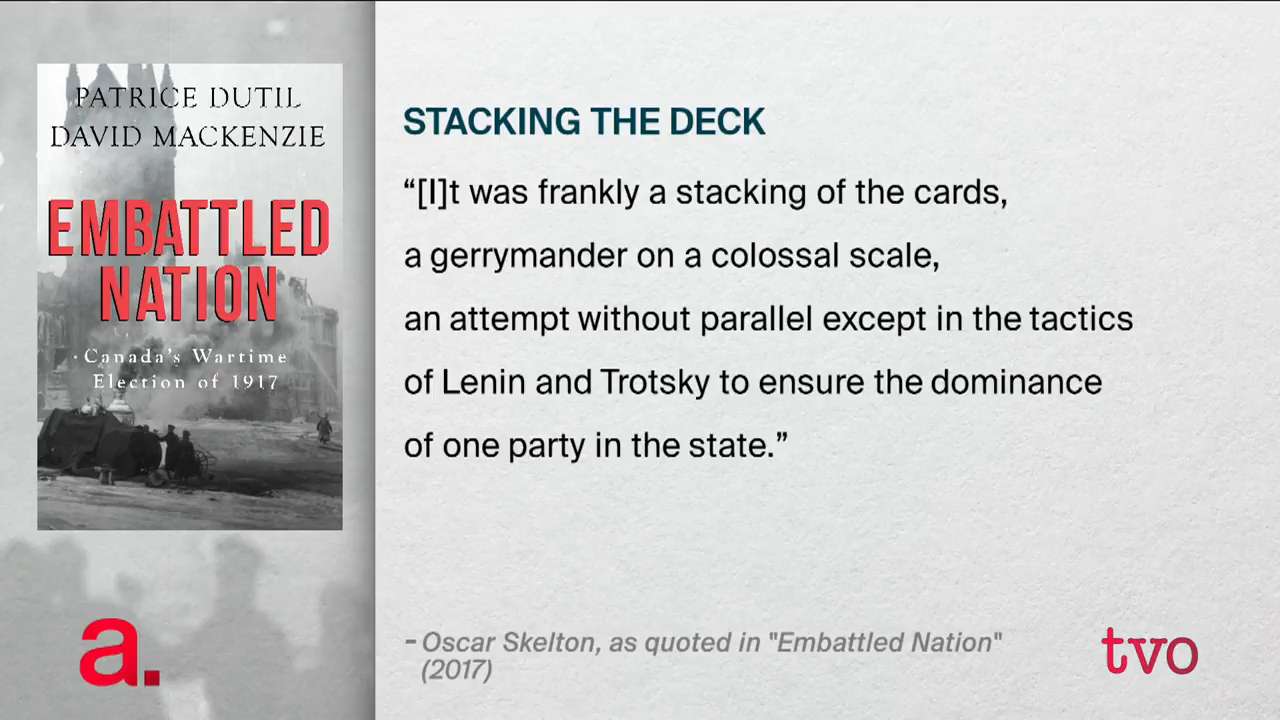 PATRICE DUTIL
DAVID MACKENZIE
EMBATTLED
NATION
Canada's Wartime
Election of 1917
a.
STACKING THE DECK
“[I]t was frankly a stacking of the cards,
a gerrymander on a colossal scale,
an attempt without parallel except in the tactics
of Lenin and Trotsky to ensure the dominance
of one party in the state.”
- Oscar Skelton, as quoted in "Embattled Nation"
(2017)
tvo